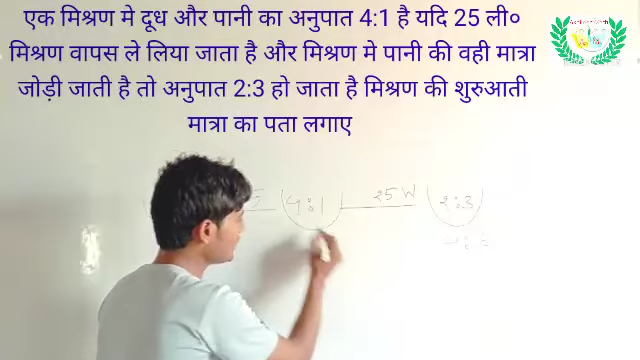 एक मिश्रण मे दूध और पानी का अनुपात 4:1 है यदि 25 ली०
मिश्रण वापस ले लिया जाता है और मिश्रण मे पानी की वही मात्रा
जोड़ी जाती है तो अनुपात 2:3 हो जाता है मिश्रण की शुरुआती
मात्रा का पता लगाए
4:1 25 W 2:3